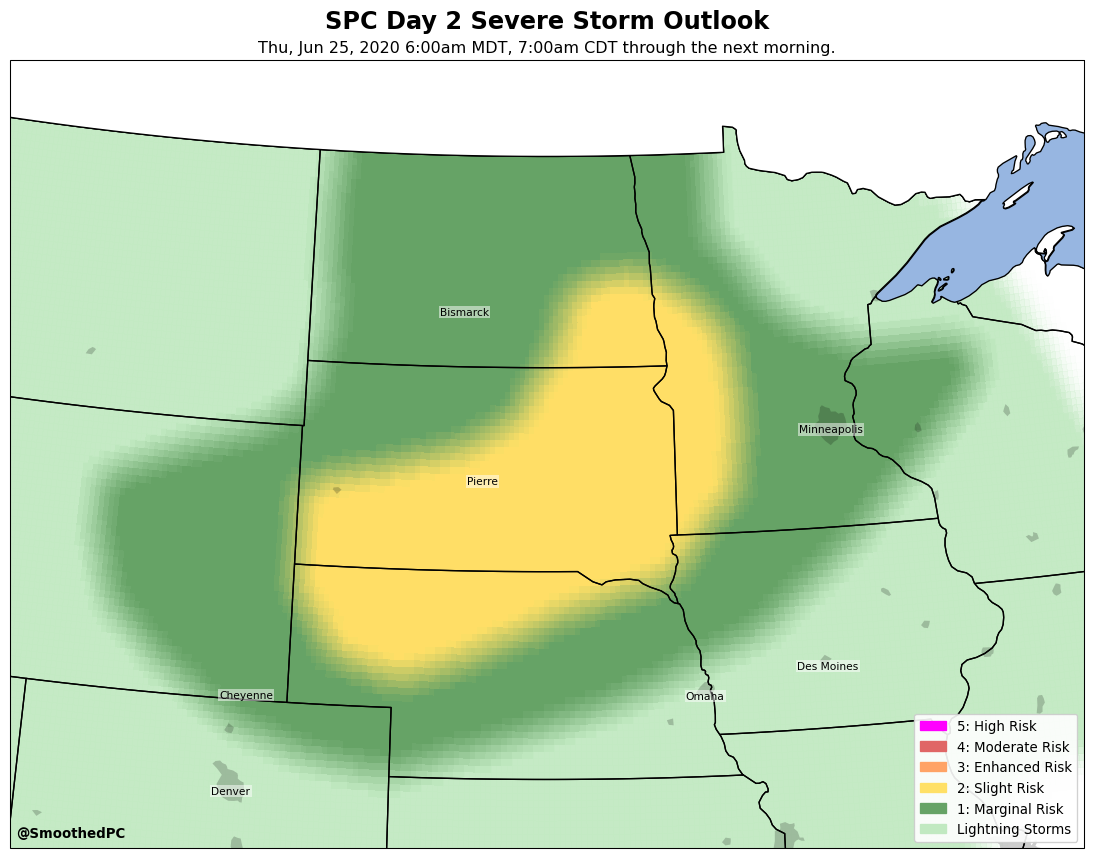 SPC Day 2 Severe Storm Outlook
Thu, Jun 25, 2020 6:00am MDT, 7:00am CDT through the next morning.
Bismarck
Minneapolis
Pierre
Des Moines
Cheyenne
Omaha
Denver
5: High Risk
4: Moderate Risk
3: Enhanced Risk
2: Slight Risk
1: Marginal Risk
Lightning Storms
@SmoothedPC